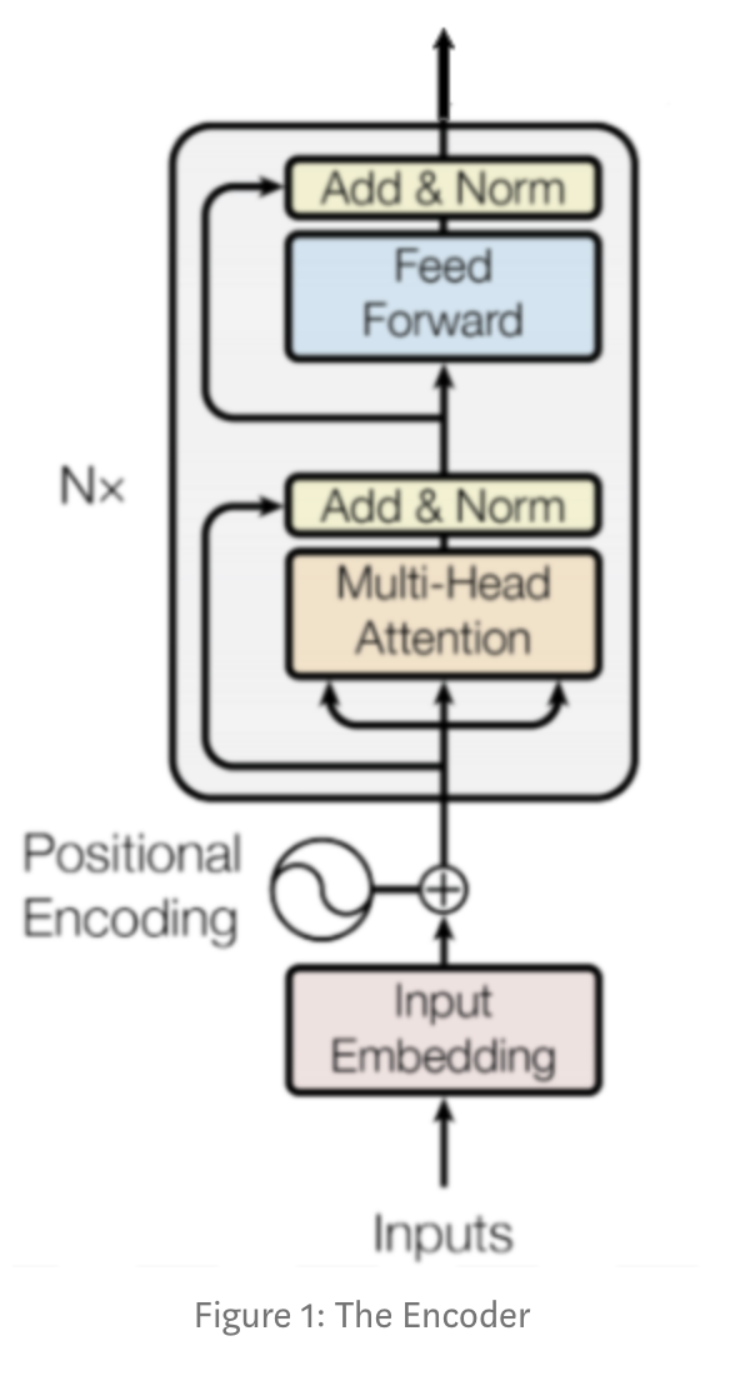 Add & Norm
Feed
Forward
Nx
Add & Norm
Multi-Head
Attention
Positional
Encoding
Input
Embedding
Inputs
Figure 1: The Encoder